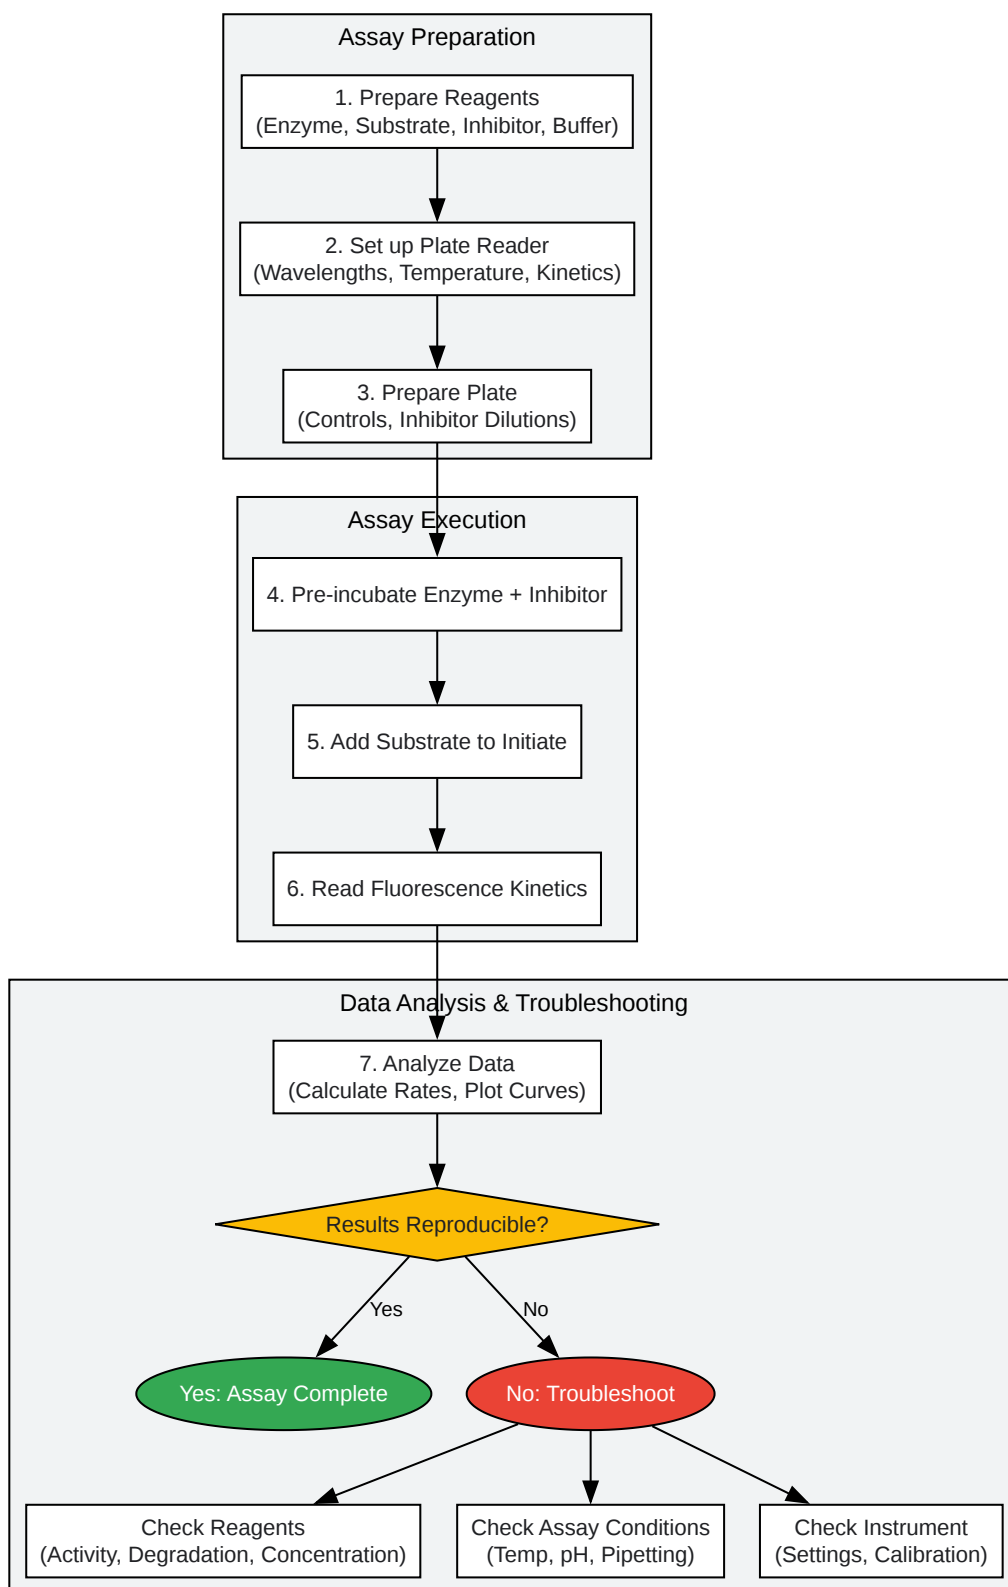 Assay Preparation
1. Prepare Reagents
(Enzyme, Substrate, Inhibitor, Buffer)
2. Set up Plate Reader
(Wavelengths, Temperature, Kinetics)
3. Prepare Plate
(Controls, Inhibitor Dilutions)
Assay Execution
4. Pre-incubate Enzyme + Inhibitor
5. Add Substrate to Initiate
6. Read Fluorescence Kinetics
Data Analysis & Troubleshooting
7. Analyze Data
(Calculate Rates, Plot Curves)
Results Reproducible?
Yes
No
Yes: Assay Complete
No: Troubleshoot
Check Reagents
(Activity, Degradation, Concentration)
Check Assay Conditions
(Temp, pH, Pipetting)
Check Instrument
(Settings, Calibration)